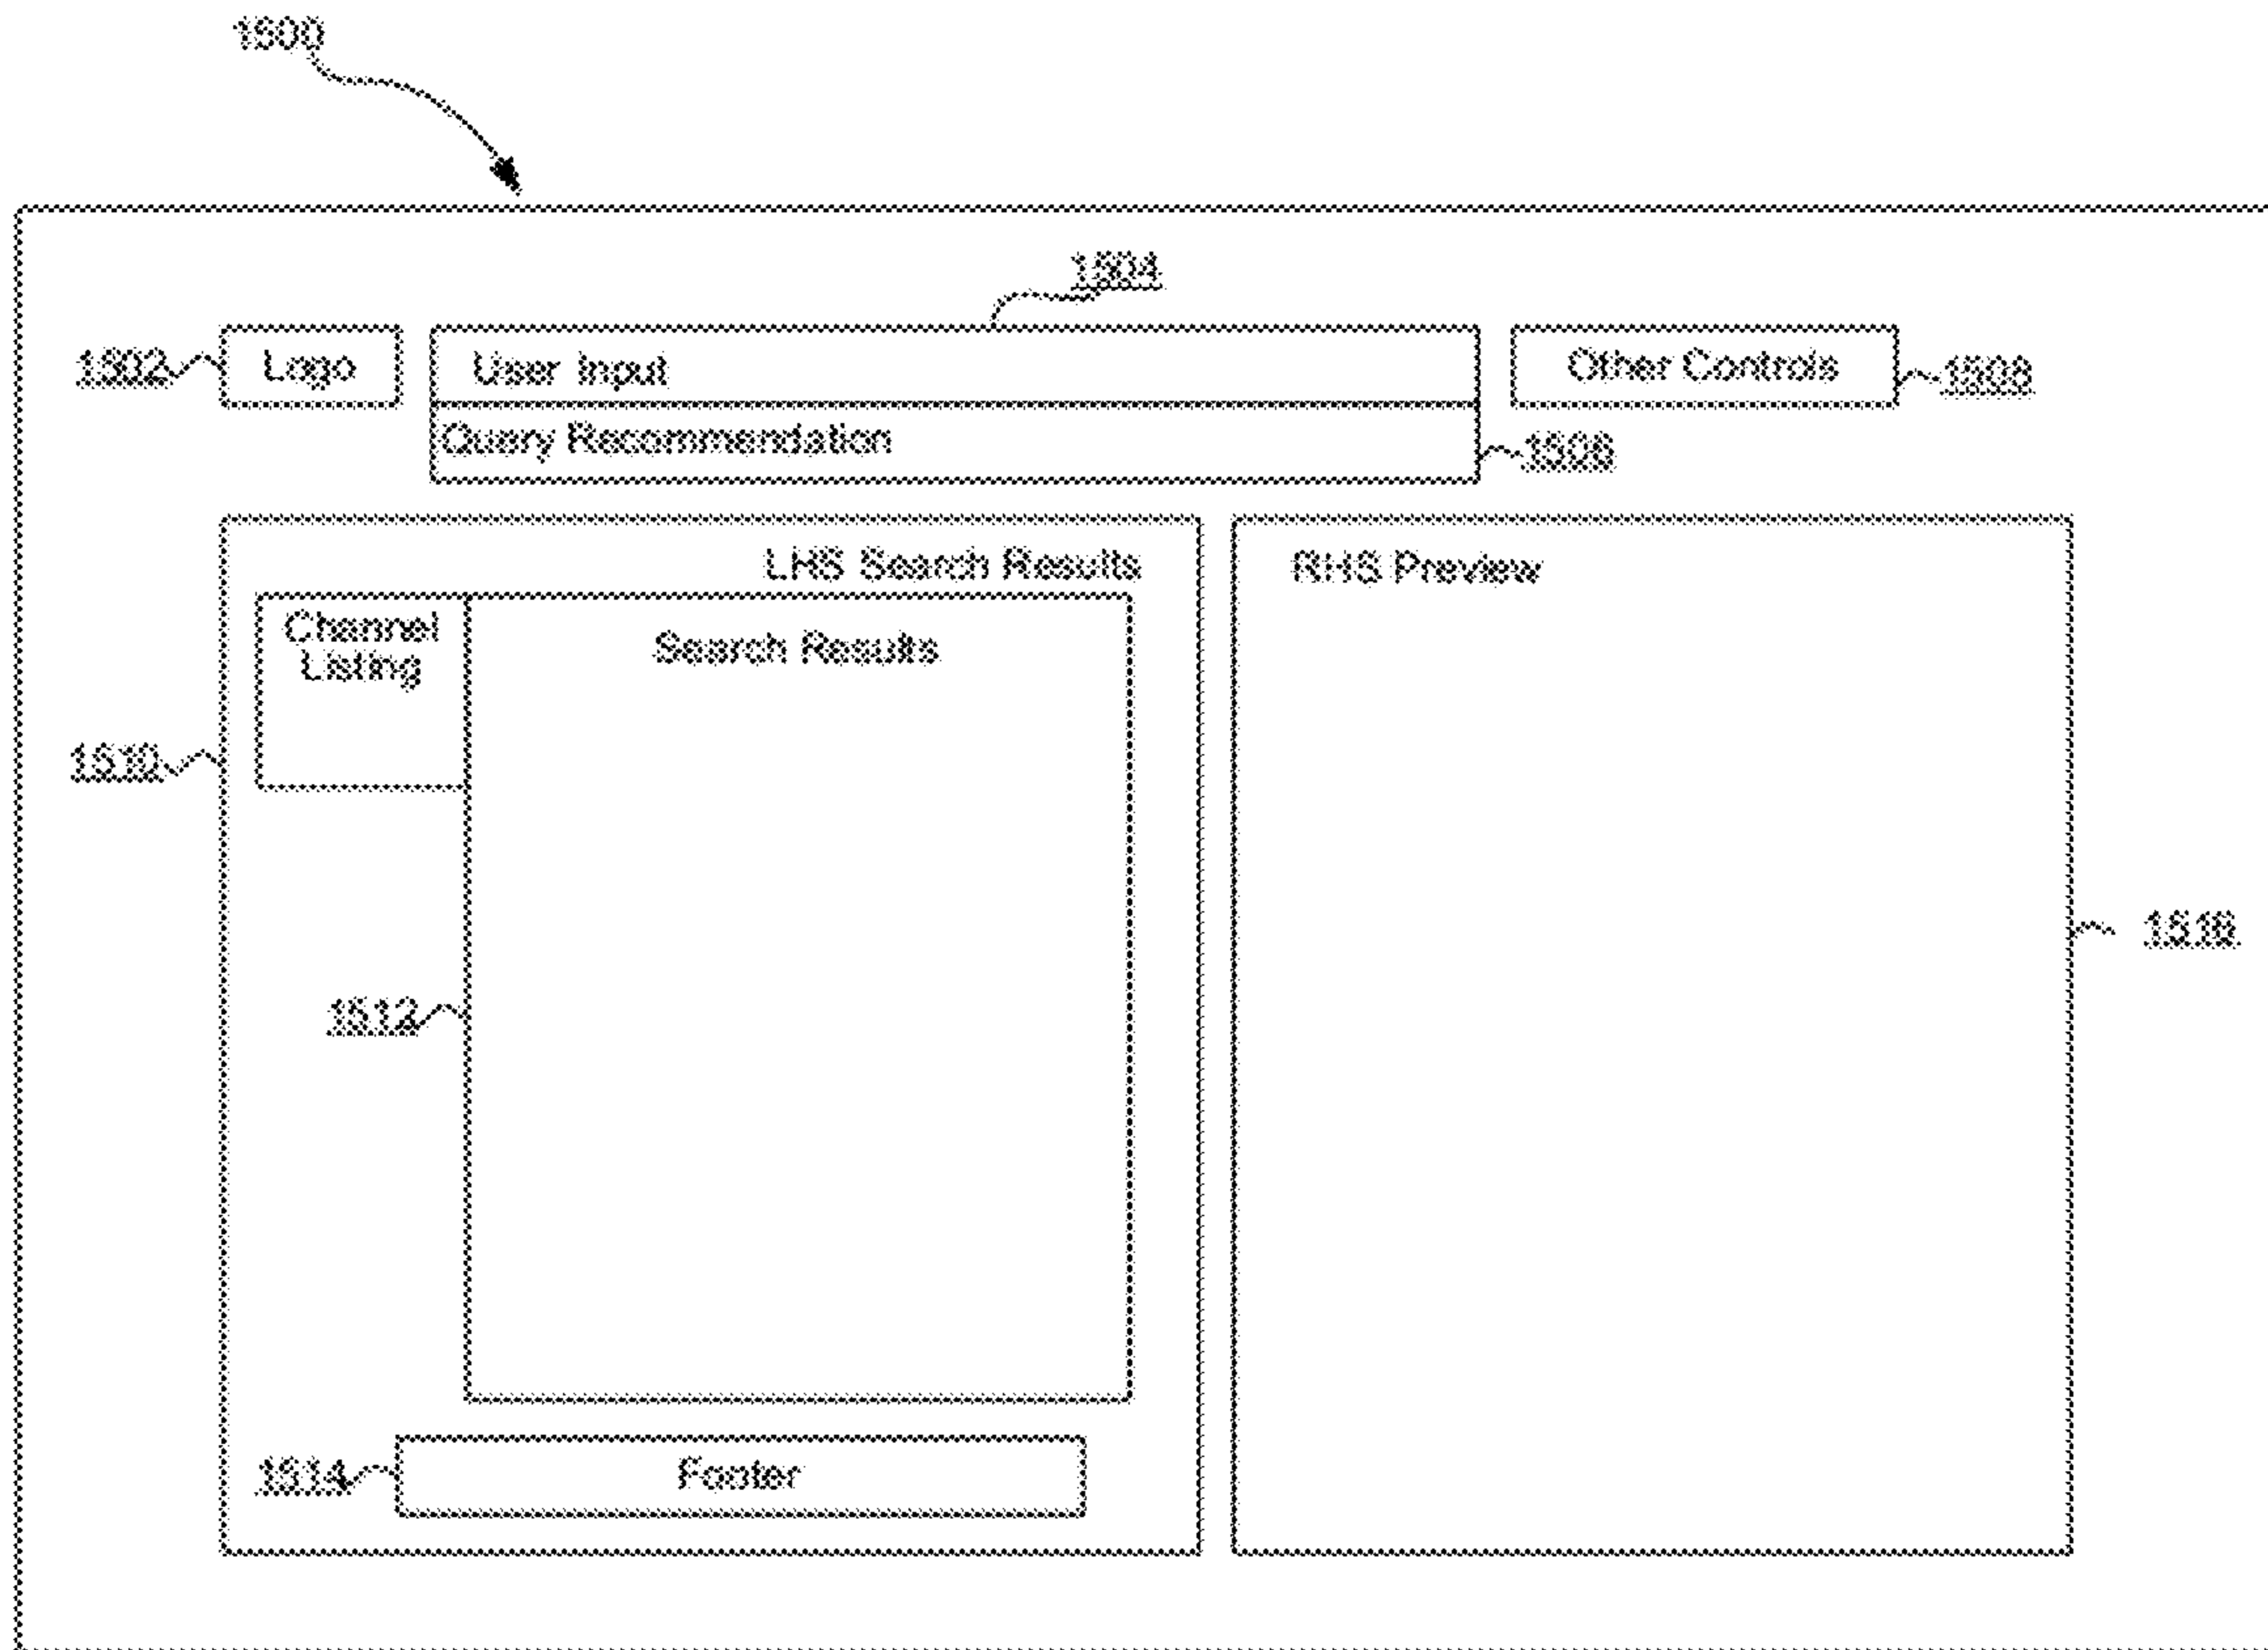 1500
1504
1502 Logo User Input Other Controls 1508
Query Recommendation 1506
LHS Search Results RHS Preview
Channel
Listing
Search Results
1510
1516
1512
1514 Footer